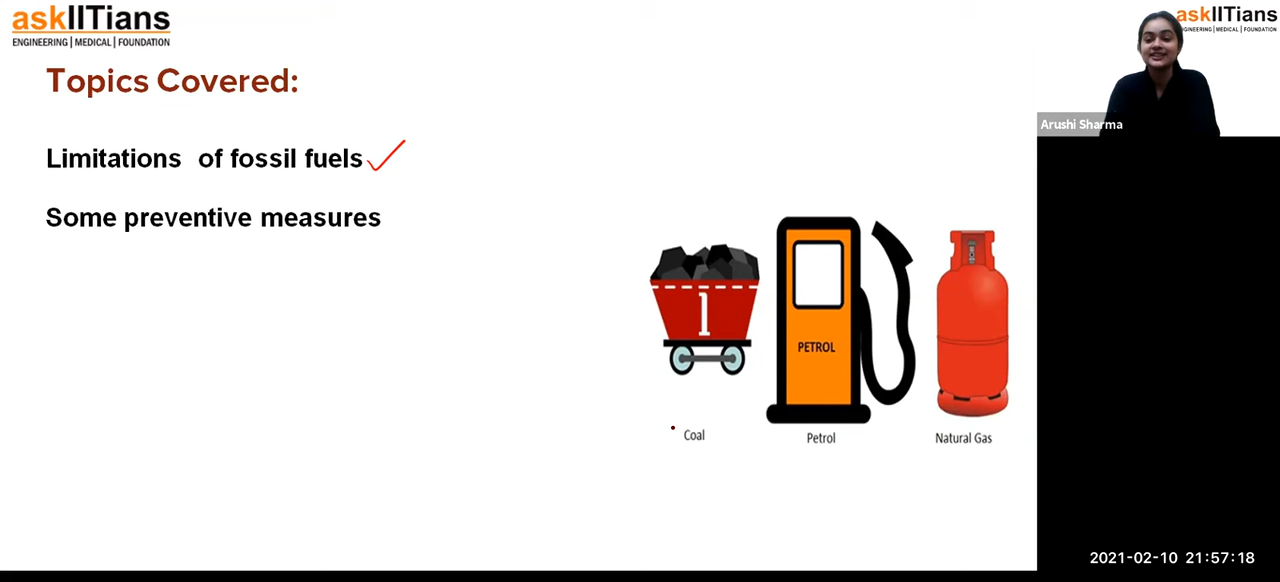 askIITians
ENGINEERING | MEDICAL | FOUNDATION
askIITians
ENGINEERING | MEDICAL | FOUNDATION
Topics Covered:
Arushi Sharma
Limitations of fossil fuels
Some preventive measures
1
PETROL
Coal
Petrol
Natural Gas
2021-02-10 21:57:18